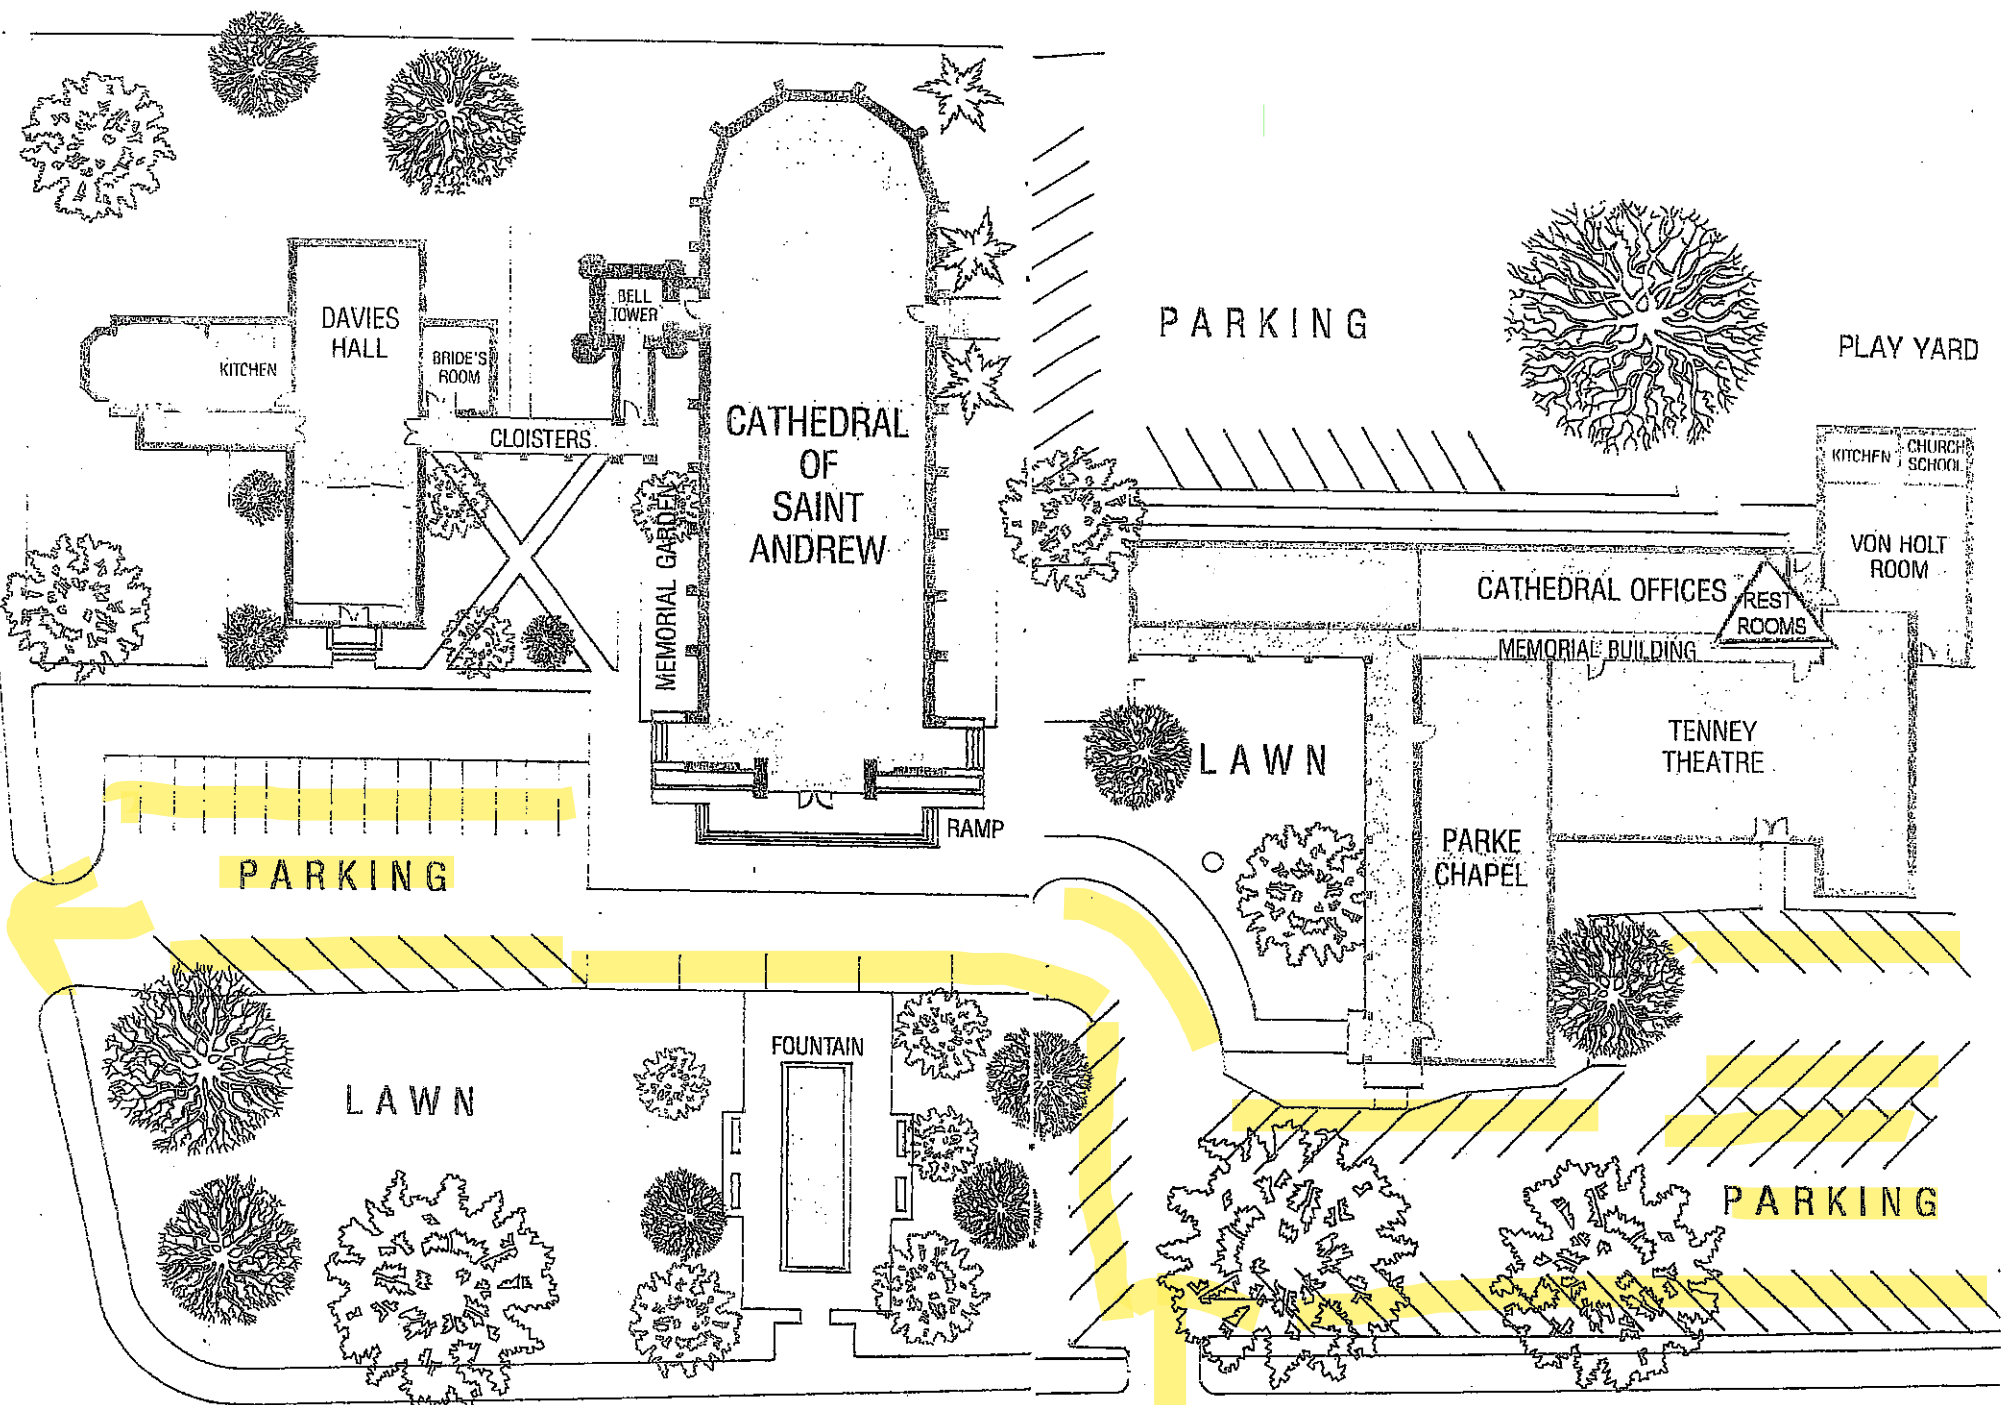 DAVIES
HALL
KITCHEN
BRIDE'S
ROOM
BELL
TOWER
CLOISTERS
MEMORIAL GARDEN
CATHEDRAL
OF
SAINT
ANDREW
RAMP
PARKING
PLAY YARD
KITCHEN
CHURCH
SCHOOL
VON HOLT
ROOM
CATHEDRAL OFFICES
REST
ROOMS
MEMORIAL BUILDING
LAWN
TENNEY
THEATRE
PARKE
CHAPEL
PARKING
FOUNTAIN
LAWN
PARKING